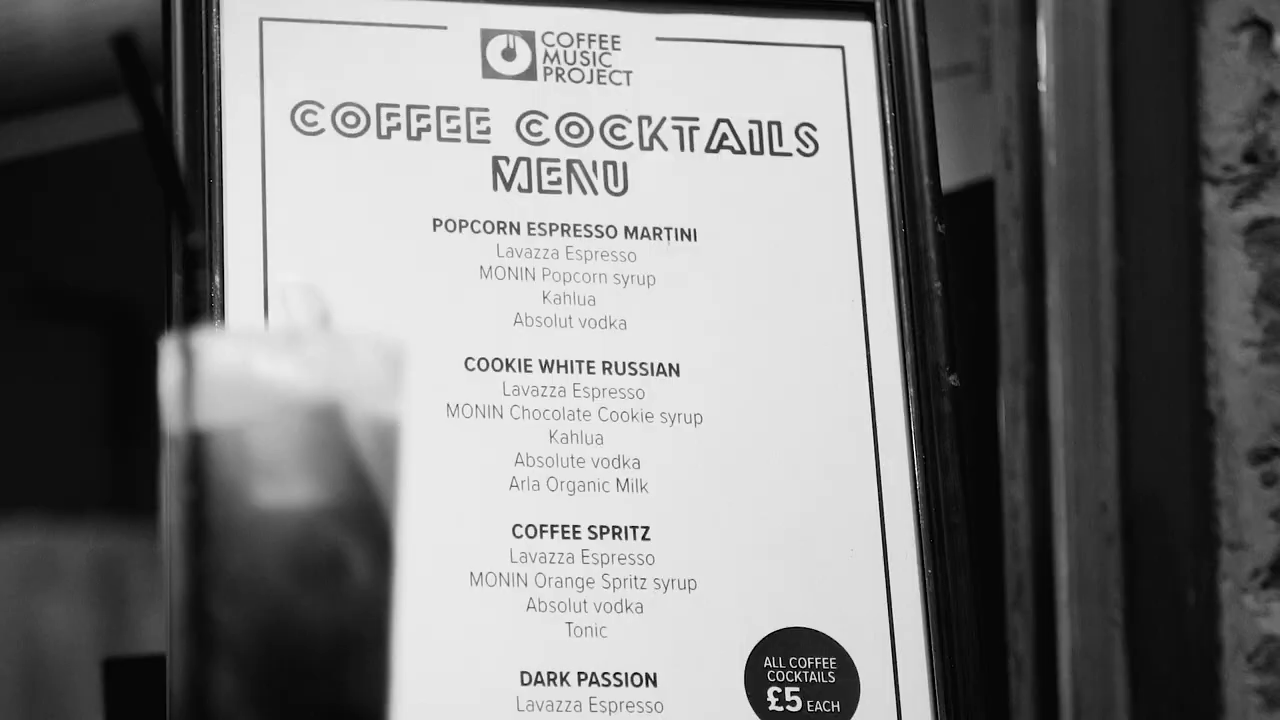 COFFEE
MUSIC
PROJECT
COFFEE COCKTAILS
MENU
POPCORN ESPRESSO MARTINI
Lavazza Espresso
MONIN Popcorn syrup
Kahlua
Absolut vodka
COOKIE WHITE RUSSIAN
Lavazza Espresso
MONIN Chocolate Cookie syrup
Kahlua
Absolute vodka
Arla Organic Milk
COFFEE SPRITZ
Lavazza Espresso
MONIN Orange Spritz syrup
Absolut vodka
Tonic
DARK PASSION
Lavazza Espresso
ALL COFFEE
COCKTAILS
£5 EACH